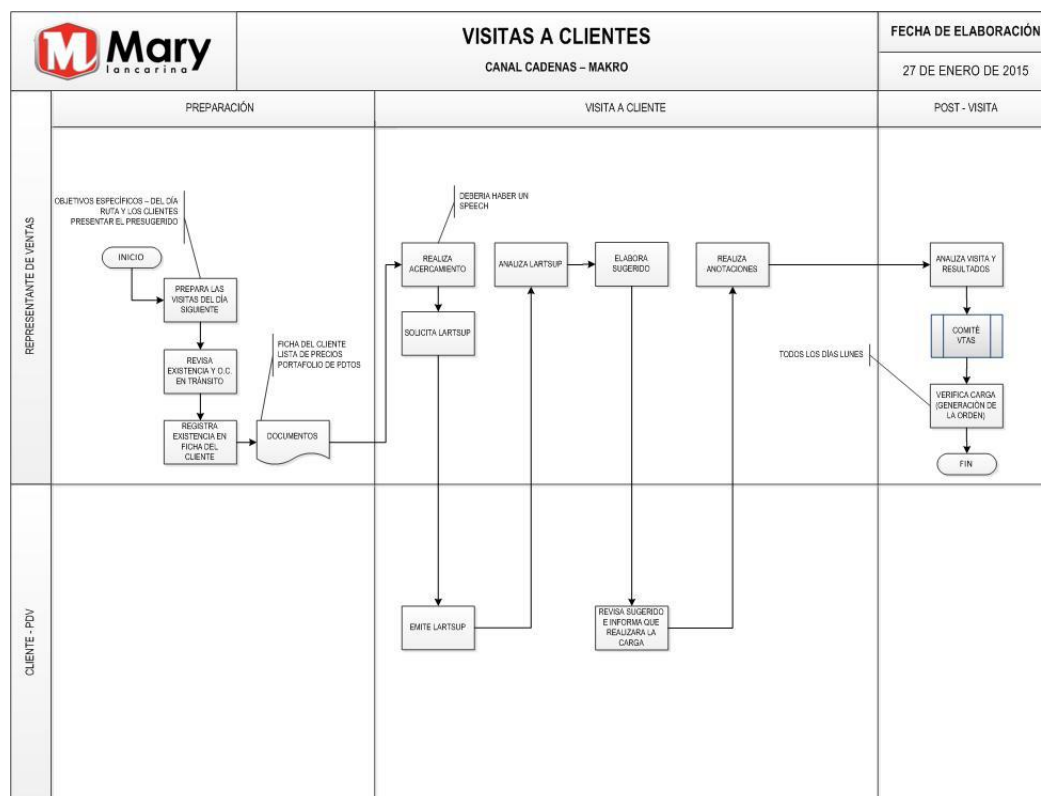 Mary
Iancarina
VISITAS A CLIENTES
CANAL CADENAS – MAKRO
FECHA DE ELABORACIÓN
27 DE ENERO DE 2015
PREPARACIÓN
VISITA A CLIENTE
POST - VISITA
REPRESENTANTE DE VENTAS
OBJETIVOS ESPECÍFICOS – DEL DÍA
RUTA Y LOS CLIENTES
PRESENTAR EL PRESUGERIDO
INICIO
PREPARA LAS
VISITAS DEL DÍA
SIGUIENTE
REVISA
EXISTENCIA Y O.C.
EN TRÁNSITO
REGISTRA
EXISTENCIA EN
FICHA DEL
CLIENTE
FICHA DEL CLIENTE
LISTA DE PRECIOS
PORTAFOLIO DE PDTOS
DOCUMENTOS
DEBERIA HABER UN
SPEECH
REALIZA
ACERCAMIENTO
SOLICITA LARTSUP
ANALIZA LARTSUP
ELABORA
SUGERIDO
REALIZA
ANOTACIONES
ANALIZA VISITA Y
RESULTADOS
COMITÉ
VTAS
TODOS LOS DÍAS LUNES
VERIFICA CARGA
(GENERACIÓN DE
LA ORDEN)
FIN
CLIENTE - PDV
EMITE LARTSUP
REVISA SUGERIDO
E INFORMA QUE
REALIZARA LA
CARGA